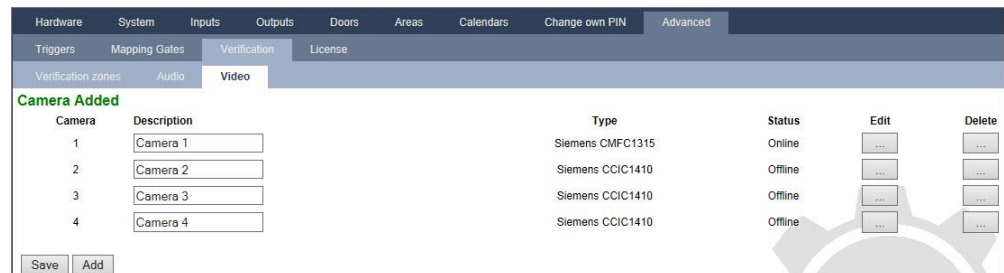 Hardware System Inputs Outputs Doors Areas Calendars Change own PIN Advanced
Triggers Mapping Gates Verification License
Verification zones Audio Video
Camera Added
Camera Description Type Status Edit Delete
1 Camera 1 Siemens CMFC1315 Online ... ...
2 Camera 2 Siemens CCIC1410 Offline ... ...
3 Camera 3 Siemens CCIC1410 Offline ... ...
4 Camera 4 Siemens CCIC1410 Offline ... ...
Save Add